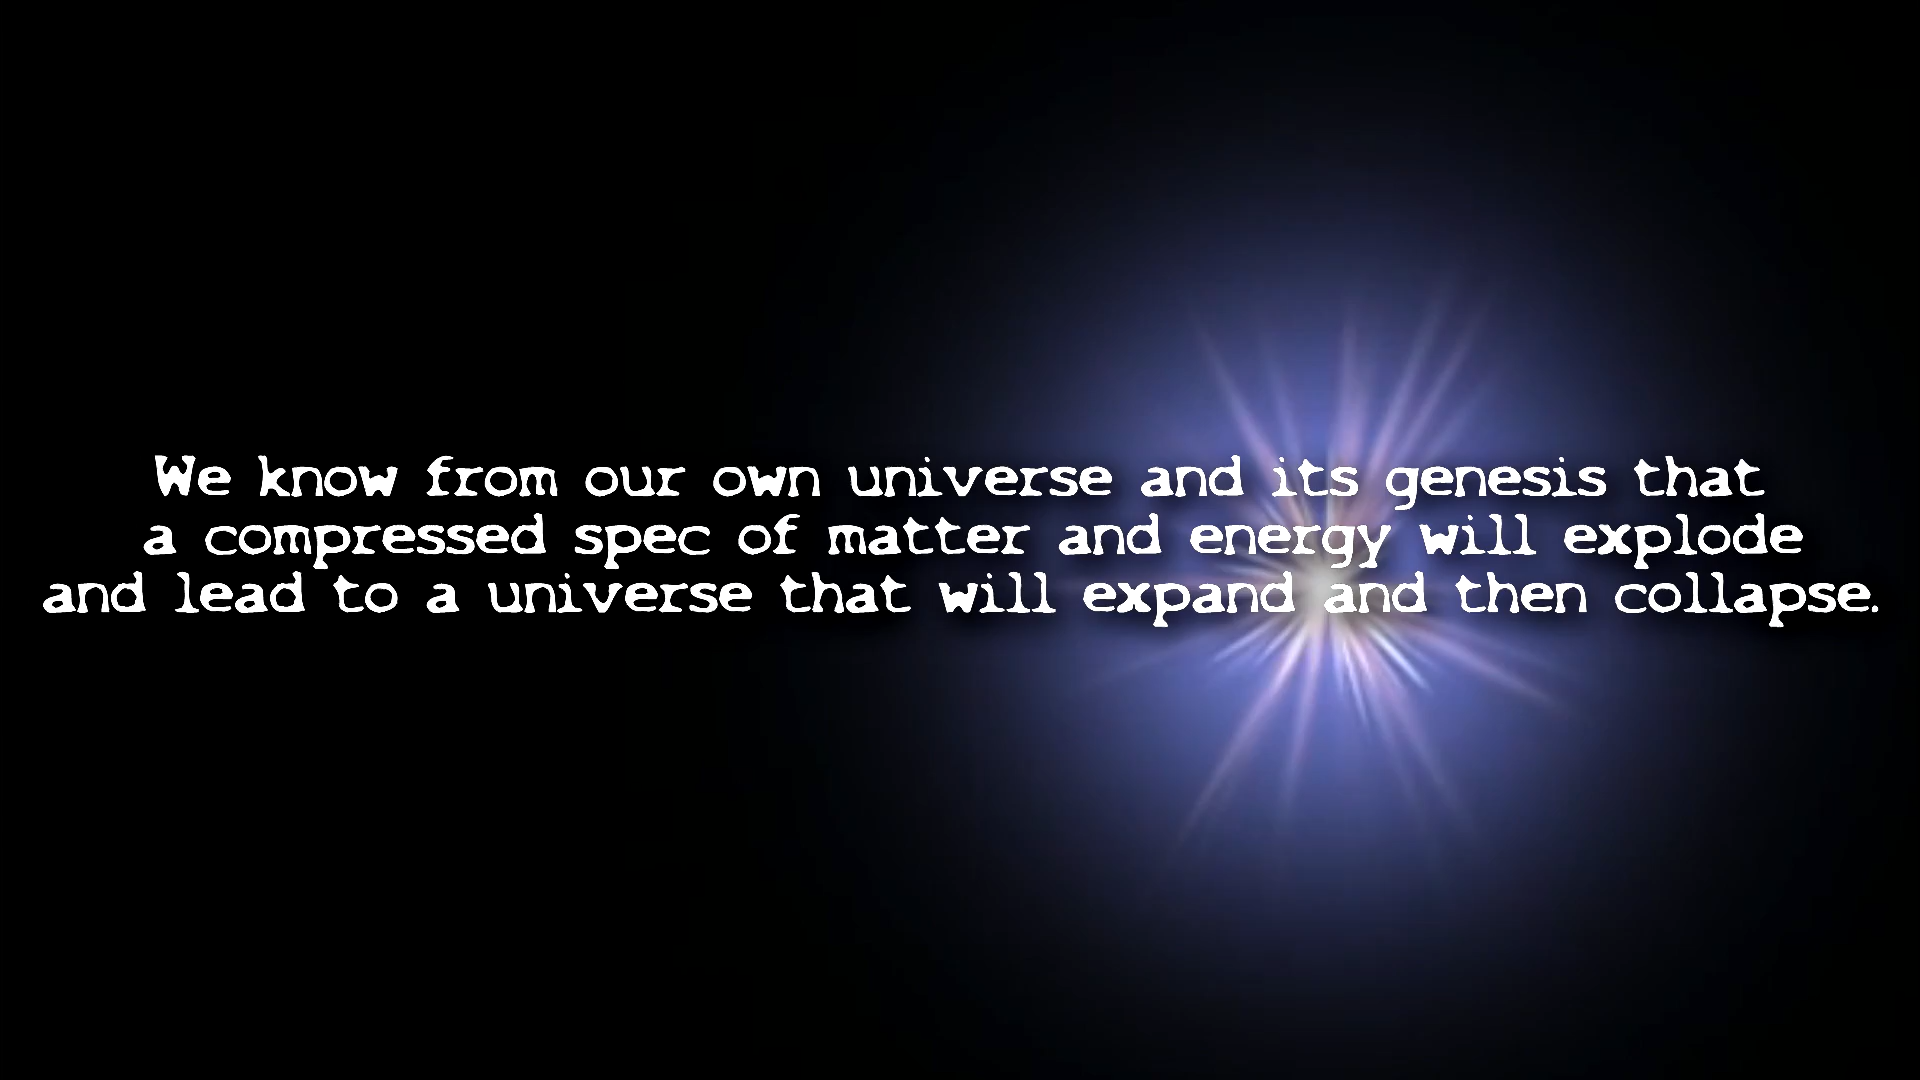 We know from our own universe and its genesis that
a compressed spec of matter and energy will explode
and lead to a universe that will expand and then collapse.